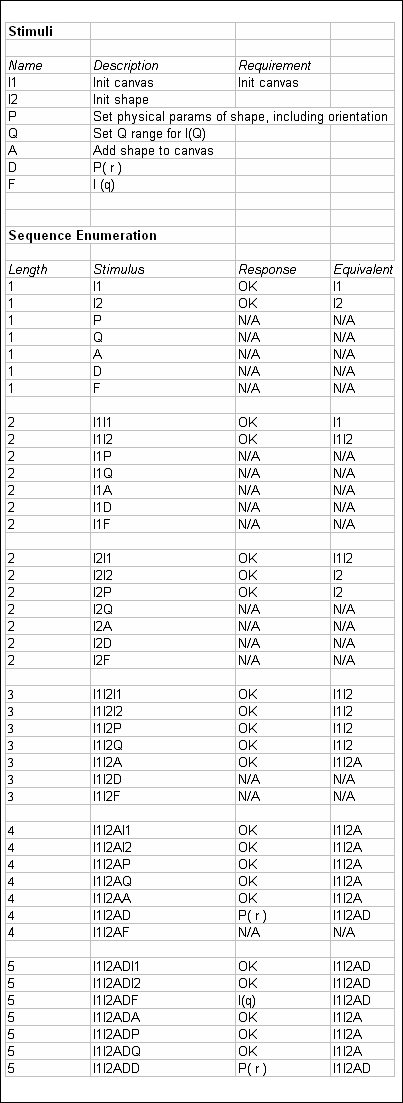 Stimuli
Name Description Requirement
I1 Init canvas Init canvas
I2 Init shape
P Set physical params of shape, including orientation
Q Set Q range for I(Q)
A Add shape to canvas
D P( r )
F I (q)
Sequence Enumeration
Length Stimulus Response Equivalent
1 I1 OK I1
1 I2 OK I2
1 P N/A N/A
1 Q N/A N/A
1 A N/A N/A
1 D N/A N/A
1 F N/A N/A
2 I1I1 OK I1
2 I1I2 OK I1I2
2 I1P N/A N/A
2 I1Q N/A N/A
2 I1A N/A N/A
2 I1D N/A N/A
2 I1F N/A N/A
2 I2I1 OK I1I2
2 I2I2 OK I2
2 I2P OK I2
2 I2Q N/A N/A
2 I2A N/A N/A
2 I2D N/A N/A
2 I2F N/A N/A
3 I1I2I1 OK I1I2
3 I1I2I2 OK I1I2
3 I1I2P OK I1I2
3 I1I2Q OK I1I2
3 I1I2A OK I1I2A
3 I1I2D N/A N/A
3 I1I2F N/A N/A
4 I1I2AI1 OK I1I2A
4 I1I2AI2 OK I1I2A
4 I1I2AP OK I1I2A
4 I1I2AQ OK I1I2A
4 I1I2AA OK I1I2A
4 I1I2AD P( r ) I1I2AD
4 I1I2AF N/A N/A
5 I1I2ADI1 OK I1I2AD
5 I1I2ADI2 OK I1I2AD
5 I1I2ADF I(q) I1I2AD
5 I1I2ADA OK I1I2A
5 I1I2ADP OK I1I2A
5 I1I2ADQ OK I1I2A
5 I1I2ADD P( r ) I1I2AD